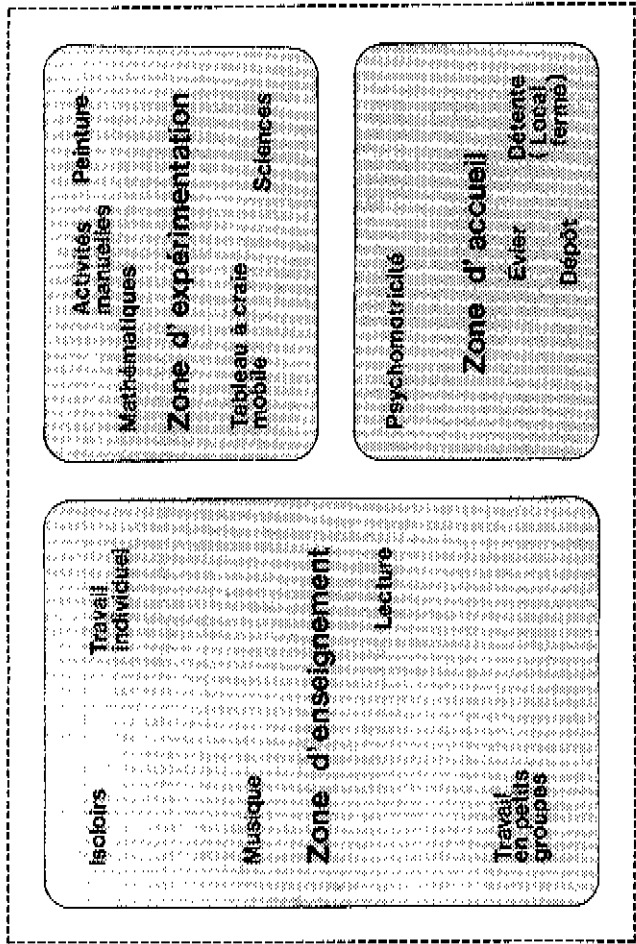 Isoloirs
Travail
individuel
Musique
Zone d'enseignement
Lecture
Travail
en petits
groupes
Activités
manuelles
Peinture
Mathématiques
Zone d'expérimentation
Tableau à craie
mobile
Sciences
Psychomotricité
Zone d'accueil
Evier
Détente
( Local
fermé)
Dépôt